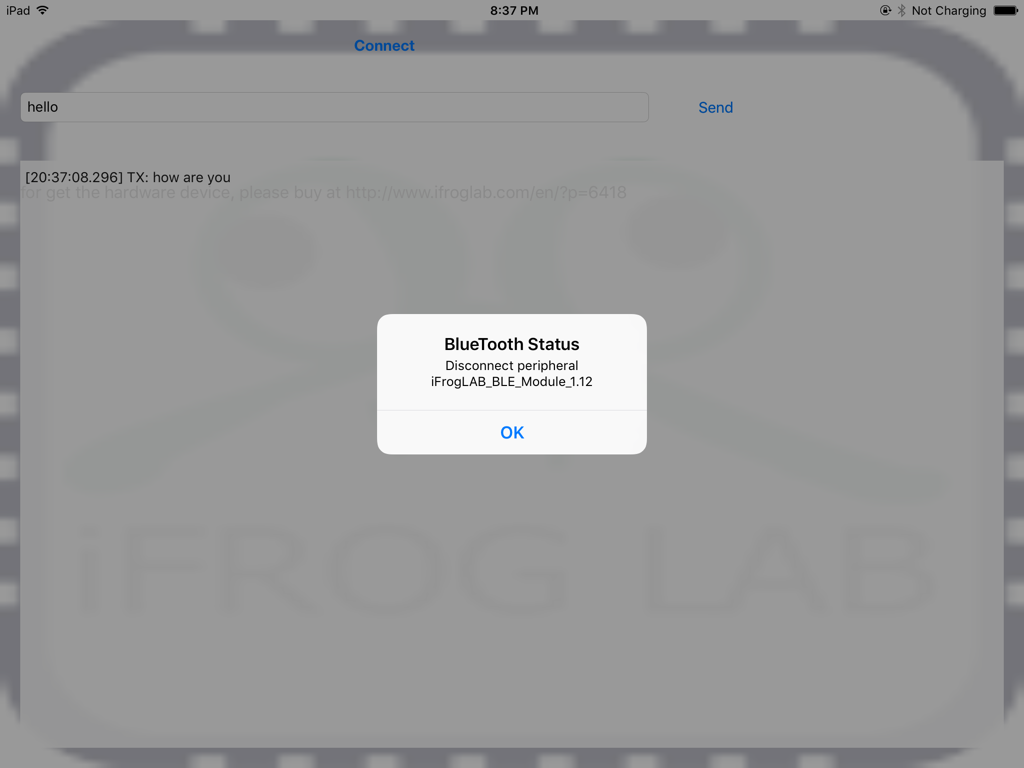 iPad 8:37 PM Not Charging
Connect
hello Send
[20:37:08.296] TX: how are you
for get the hardware device, please buy at http://www.ifroglab.com/en/?p=6418
BlueTooth Status
Disconnect peripheral
iFrogLAB_BLE_Module_1.12
OK
iFROG LAB